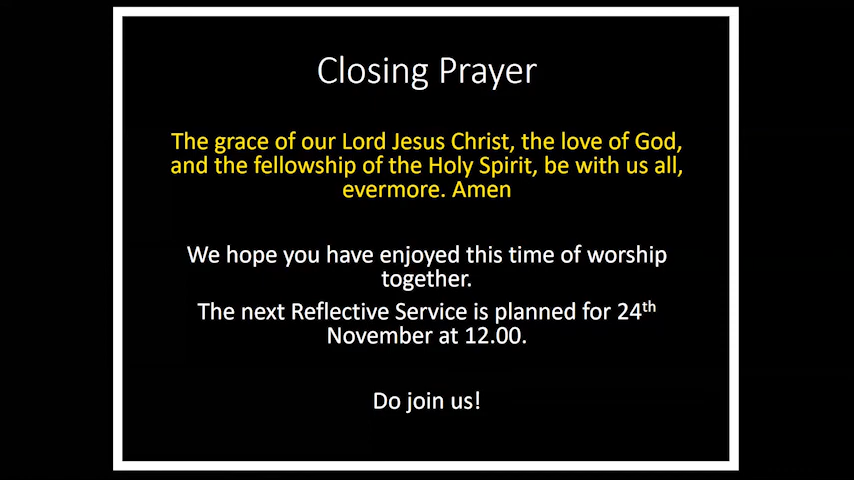 Closing Prayer
The grace of our Lord Jesus Christ, the love of God,
and the fellowship of the Holy Spirit, be with us all,
evermore. Amen
We hope you have enjoyed this time of worship
together.
The next Reflective Service is planned for 24th
November at 12.00.
Do join us!